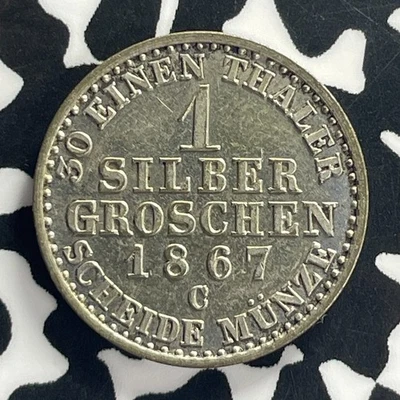 30 EINEN THALER
1
SILBER
GROSCHEN
1867
C
SCHEIDE MÜNZE